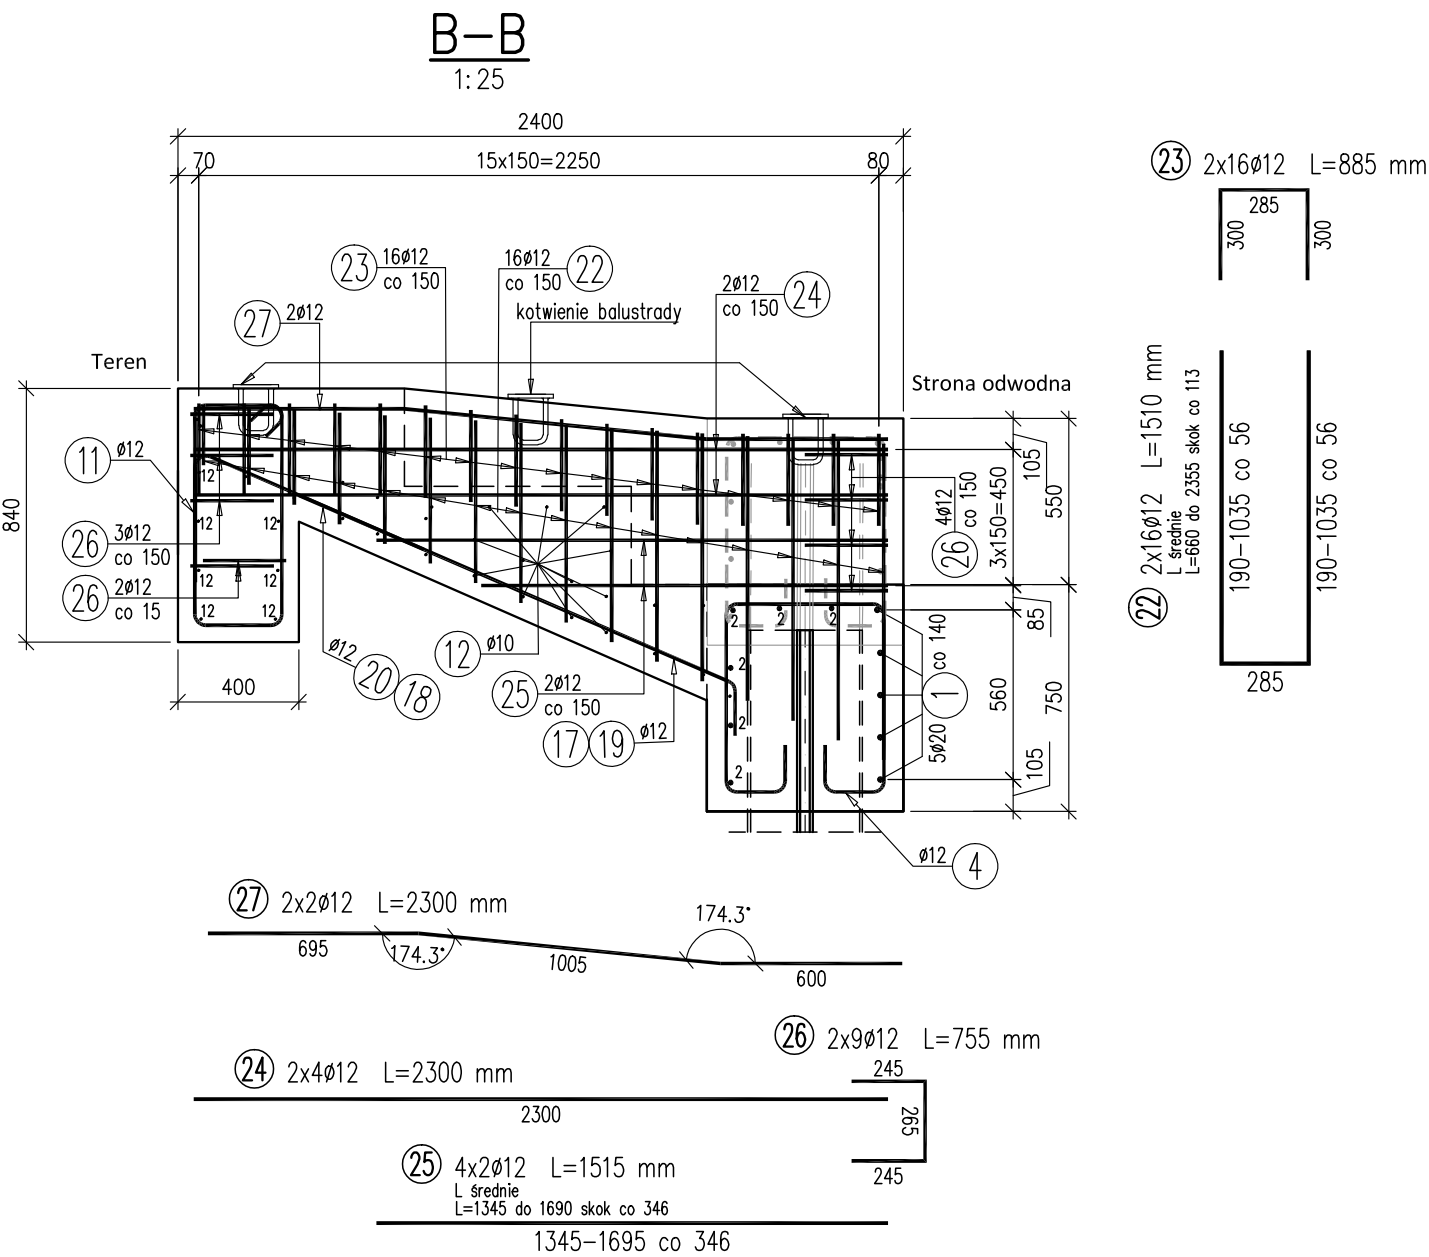 B–B
1:25
2400
70
15x150=2250
80
23
16ø12
co 150
16ø12
co 150
22
2ø12
co 150
24
27
2ø12
kotwienie balustrady
Teren
Strona odwodna
11
ø12
840
26
3ø12
co 150
26
2ø12
co 15
12
12
12
12
12
12
12
400
ø12
20
18
12
ø10
25
2ø12
co 150
17
19
ø12
26
4ø12
co 150
3x150=450
105
550
85
560
750
105
1
co 140
5ø20
2
2
2
2
2
2
ø12
4
23
2x16ø12 L=885 mm
285
300
300
22
2x16ø12 L=1510 mm
L średnie
L=660 do 2355 skok co 113
190–1035 co 56
190–1035 co 56
285
27
2x2ø12 L=2300 mm
695
174.3°
1005
174.3°
600
24
2x4ø12 L=2300 mm
2300
26
2x9ø12 L=755 mm
245
265
245
25
4x2ø12 L=1515 mm
L średnie
L=1345 do 1690 skok co 346
1345–1695 co 346